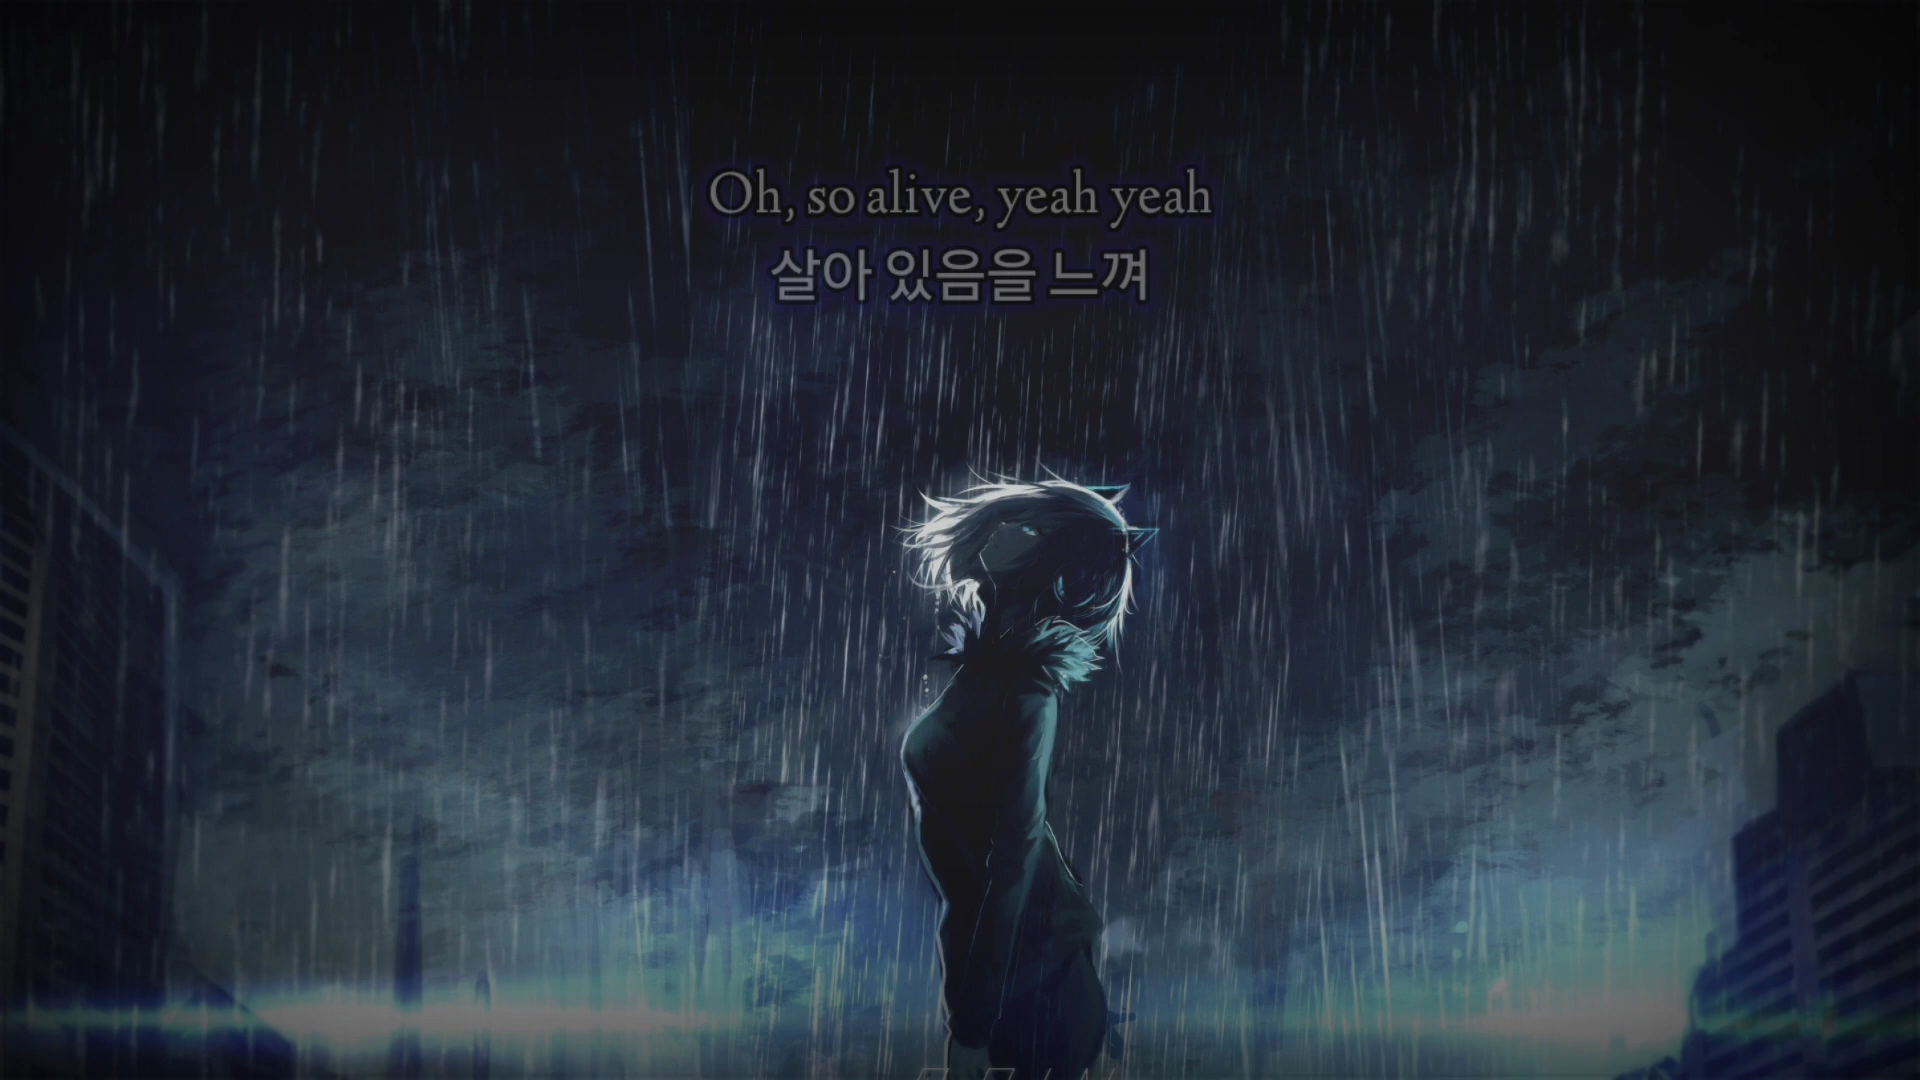 Oh, so alive, yeah yeah
살아 있음을 느껴